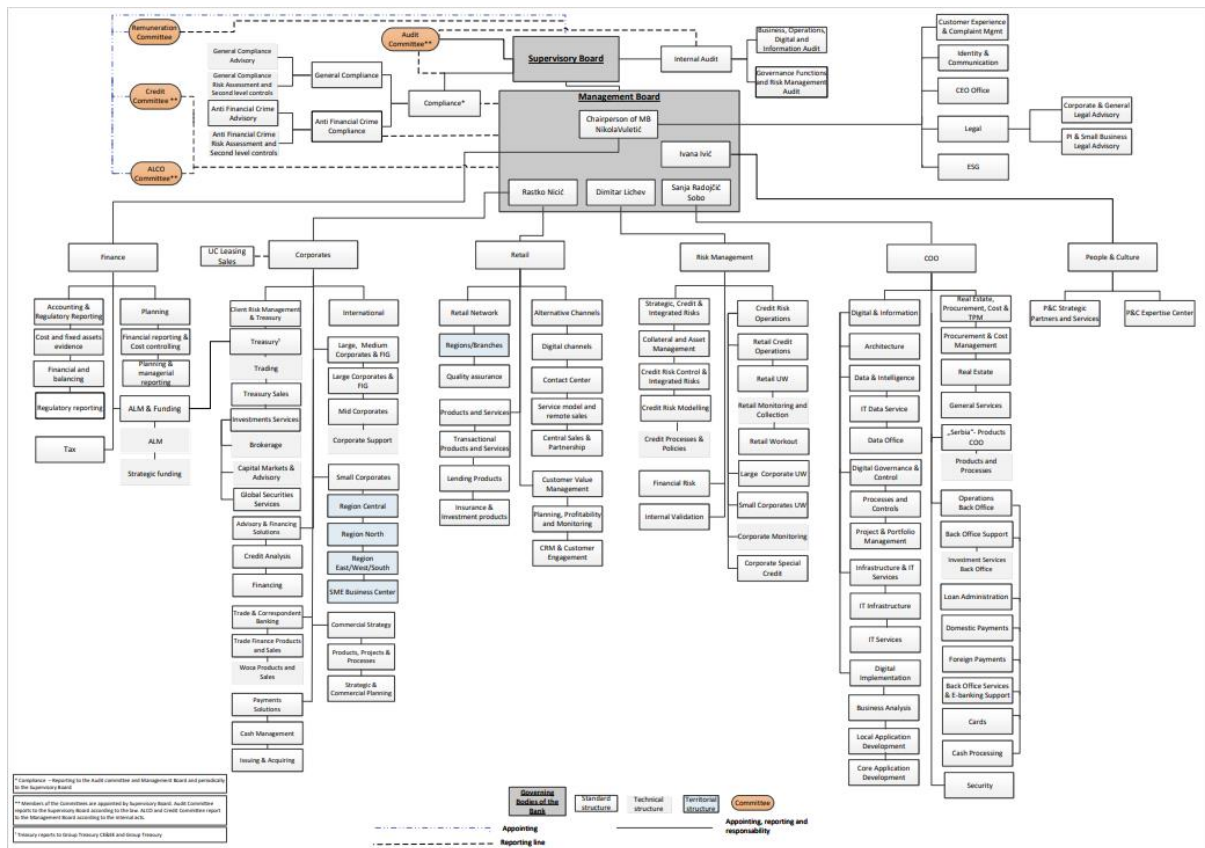 Remuneration
Committee
Audit
Committee**
Supervisory Board
Internal Audit
Business, Operations,
Digital and
Information Audit
Governance Functions
and Risk Management
Audit
Customer Experience
& Complaint Mgmt
Identity &
Communication
CEO Office
Legal
ESG
Corporate & General
Legal Advisory
PI & Small Business
Legal Advisory
General Compliance
Advisory
General Compliance
Risk Assessment and
Second level controls
General Compliance
Compliance*
Credit
Committee **
Anti Financial Crime
Advisory
Anti Financial Crime
Risk Assessment and
Second level controls
Anti Financial Crime
Compliance
ALCO
Committee**
Management Board
Chairperson of MB
NikolaVuletić
Ivana Ivić
Rastko Nicić
Dimitar Lichev
Sanja Radojčić
Sobo
Finance
UC Leasing
Sales
Corporates
Retail
Risk Management
COO
People & Culture
Accounting &
Regulatory Reporting
Cost and fixed assets
evidence
Financial and
balancing
Regulatory reporting
Tax
Planning
Financial reporting &
Cost controlling
Planning &
managerial
reporting
ALM & Funding
ALM
Strategic funding
Client Risk Management
& Treasury
Treasury¹
Trading
Treasury Sales
Investments Services
Brokerage
Capital Markets &
Advisory
Global Securities
Services
Advisory & Financing
Solutions
Credit Analysis
Financing
Trade & Correspondent
Banking
Trade Finance Products
and Sales
Woca Products and
Sales
Payments
Solutions
Cash Management
Issuing & Acquiring
International
Large, Medium
Corporates & FIG
Large Corporates &
FIG
Mid Corporates
Corporate Support
Small Corporates
Region Central
Region North
Region
East/West/South
SME Business Center
Commercial Strategy
Products, Projects &
Processes
Strategic
& Commercial Planning
Retail Network
Regions/Branches
Quality assurance
Products and Services
Transactional
Products and Services
Lending Products
Insurance &
Investment products
Alternative Channels
Digital channels
Contact Center
Service model and
remote sales
Central Sales &
Partnership
Customer Value
Management
Planning, Profitability
and Monitoring
CRM & Customer
Engagement
Strategic, Credit &
Integrated Risks
Collateral and Asset
Management
Credit Risk Control &
Integrated Risks
Credit Risk Modelling
Credit Processes &
Policies
Financial Risk
Internal Validation
Credit Risk
Operations
Retail Credit
Operations
Retail UW
Retail Monitoring and
Collection
Retail Workout
Large Corporate UW
Small Corporates UW
Corporate Monitoring
Corporate Special
Credit
Digital & Information
Architecture
Data & Intelligence
IT Data Service
Data Office
Digital Governance &
Control
Processes and
Controls
Project & Portfolio
Management
Infrastructure & IT
Services
IT Infrastructure
IT Services
Digital
Implementation
Business Analysis
Local Application
Development
Core Application
Development
Real Estate,
Procurement, Cost &
TPM
Procurement & Cost
Management
Real Estate
General Services
„Serbia"- Products
COO
Products and
Processes
Operations
Back Office
Back Office Support
Investment Services
Back Office
Loan Administration
Domestic Payments
Foreign Payments
Back Office Services
& E-banking Support
Cards
Cash Processing
Security
P&C Strategic
Partners and Services
P&C Expertise Center
* Compliance – Reporting to the Audit committee and Management Board and periodically
to the Supervisory Board
** Members of the Committees are appointed by Supervisory Board. Audit Committee
reports to the Supervisory Board according to the law. ALCO and Credit Committee report
to the Management Board according to the internal acts.
¹ Treasury reports to Group Treasury CE&EE and Group Treasury
Governing
Bodies of the
Bank
Standard
structure
Technical
structure
Territorial
structure
Committee
Appointing
Reporting line
Appointing, reporting and
responsability